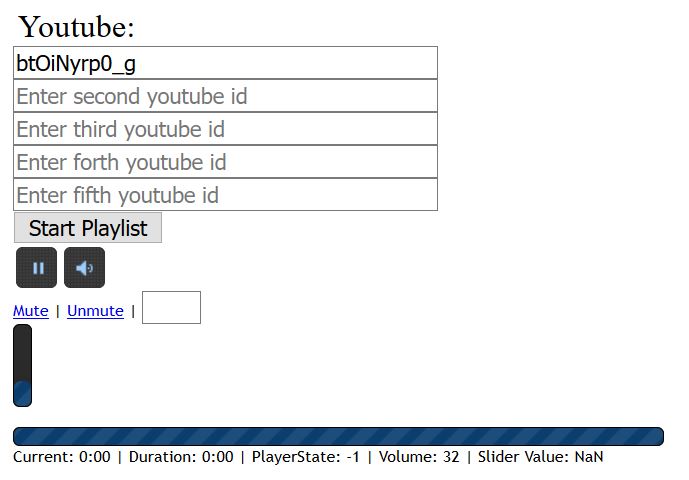 Youtube:
btOiNyrp0_g
Enter second youtube id
Enter third youtube id
Enter forth youtube id
Enter fifth youtube id
Start Playlist
Mute | Unmute |
Current: 0:00 | Duration: 0:00 | PlayerState: -1 | Volume: 32 | Slider Value: NaN